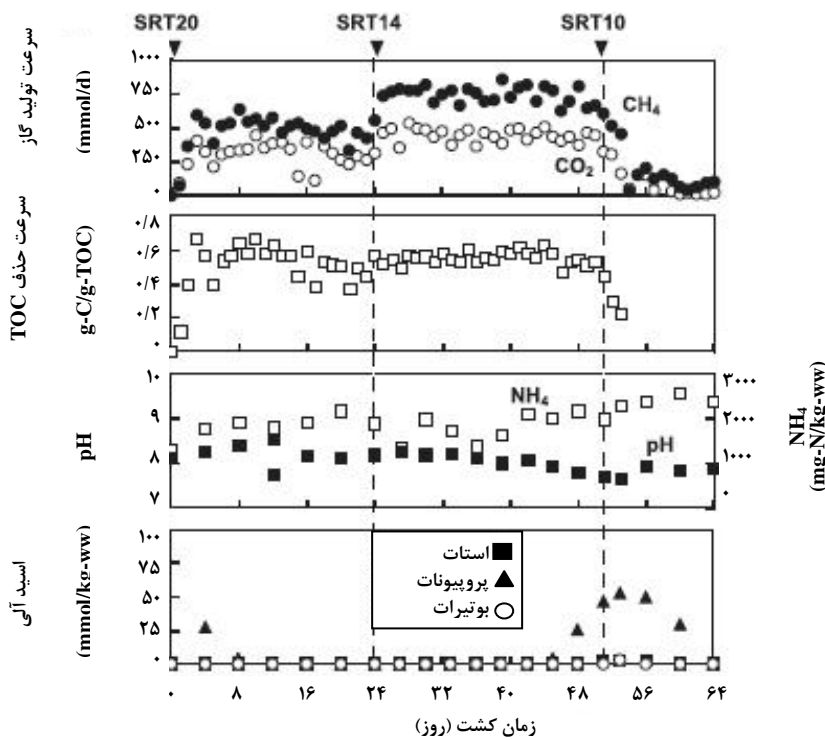 SRT20 SRT14 SRT10
سرعت تولید گاز
(mmol/d)
۱۰۰۰
۷۵۰
۵۰۰
۲۵۰
۰
CH₄
CO₂
سرعت حذف TOC
g-C/g-TOC)
۰/۸
۰/۶
۰/۴
۰/۲
۰
pH
۱۰
۹
۸
۷
NH₄
pH
۳۰۰۰
۲۰۰۰
۱۰۰۰
۰
NH₄
(mg-N/kg-ww)
اسید آلی
(mmol/kg-ww)
۱۰۰
۷۵
۵۰
۲۵
۰
استات
پروپیونات
بوتیرات
۰ ۸ ۱۶ ۲۴ ۳۲ ۴۰ ۴۸ ۵۶ ۶۴
زمان کشت (روز)